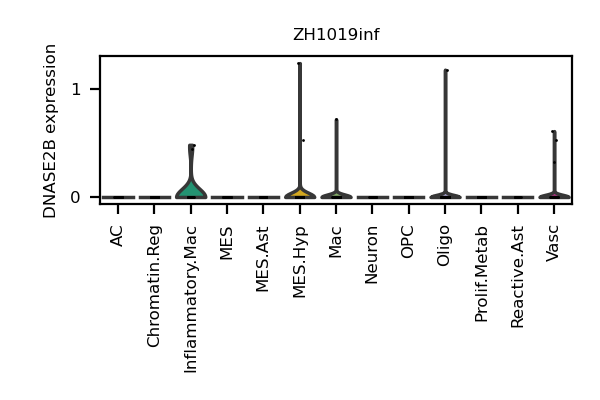 ZH1019inf
DNASE2B expression
1
0
AC
Chromatin.Reg
Inflammatory.Mac
MES
MES.Ast
MES.Hyp
Mac
Neuron
OPC
Oligo
Prolif.Metab
Reactive.Ast
Vasc